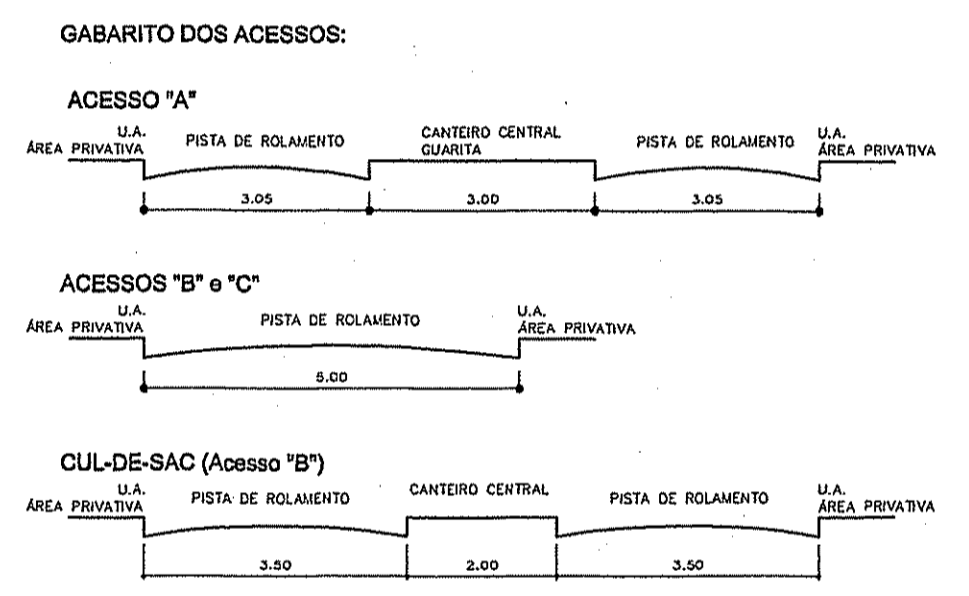 GABARITO DOS ACESSOS:
ACESSO "A"
U.A.
ÁREA PRIVATIVA
PISTA DE ROLAMENTO
CANTEIRO CENTRAL
GUARITA
PISTA DE ROLAMENTO
U.A.
ÁREA PRIVATIVA
3.05
3.00
3.05
ACESSOS "B" e "C"
U.A.
ÁREA PRIVATIVA
PISTA DE ROLAMENTO
U.A.
ÁREA PRIVATIVA
5.00
CUL-DE-SAC (Acesso "B")
U.A.
ÁREA PRIVATIVA
PISTA DE ROLAMENTO
CANTEIRO CENTRAL
PISTA DE ROLAMENTO
U.A.
ÁREA PRIVATIVA
3.50
2.00
3.50